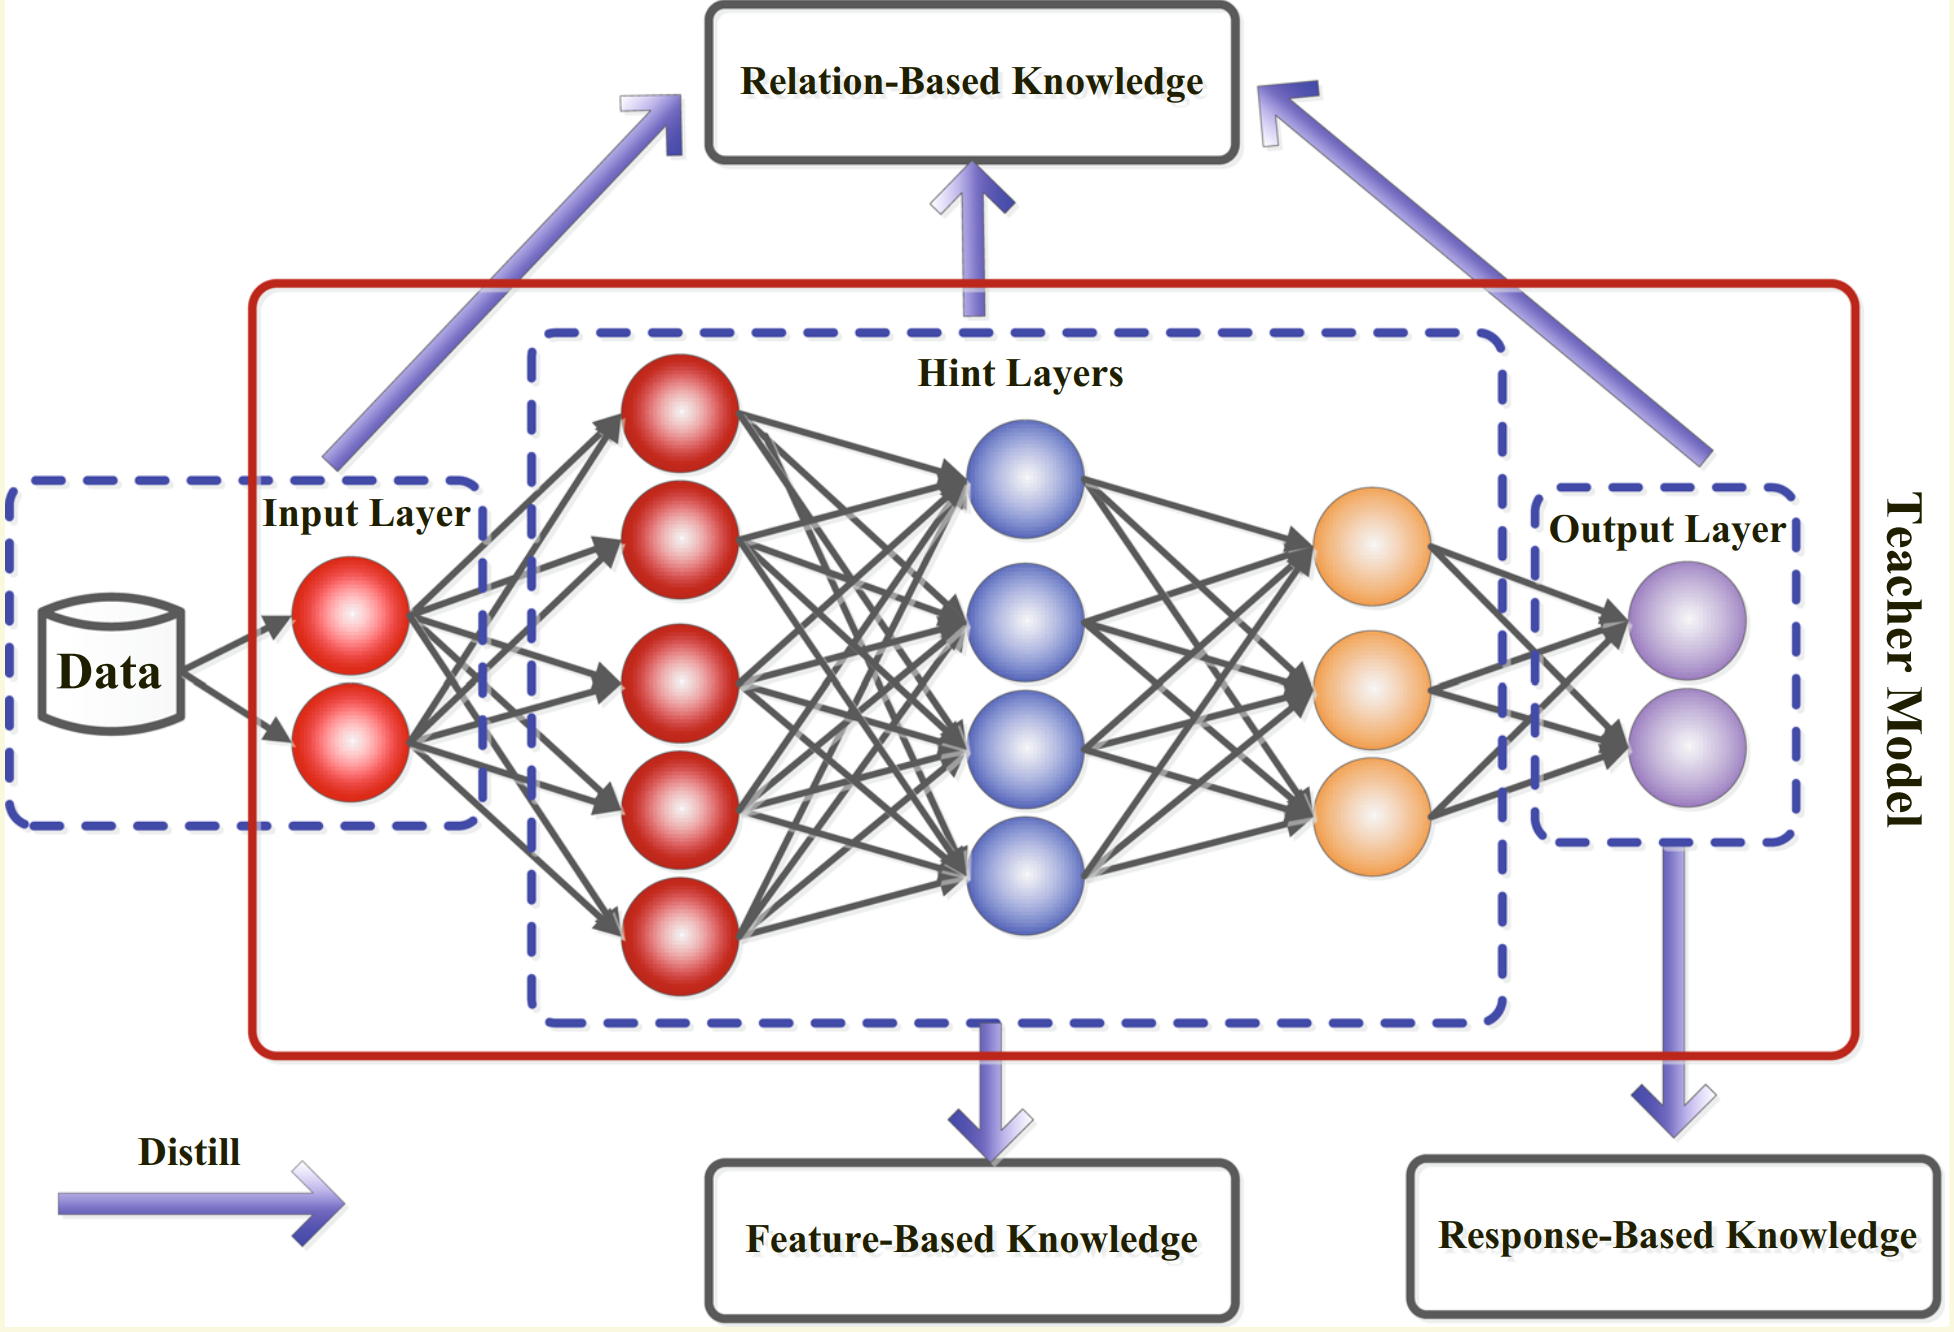 Relation-Based Knowledge
Hint Layers
Input Layer
Output Layer
Data
Teacher Model
Distill
Feature-Based Knowledge
Response-Based Knowledge